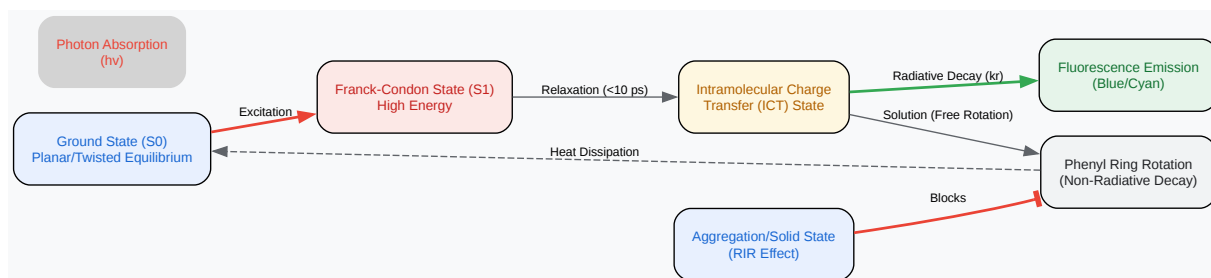 Photon Absorption
(hv)
Ground State (S0)
Planar/Twisted Equilibrium
Excitation
Franck-Condon State (S1)
High Energy
Relaxation (<10 ps)
Intramolecular Charge
Transfer (ICT) State
Radiative Decay (kr)
Fluorescence Emission
(Blue/Cyan)
Solution (Free Rotation)
Phenyl Ring Rotation
(Non-Radiative Decay)
Heat Dissipation
Blocks
Aggregation/Solid State
(RIR Effect)